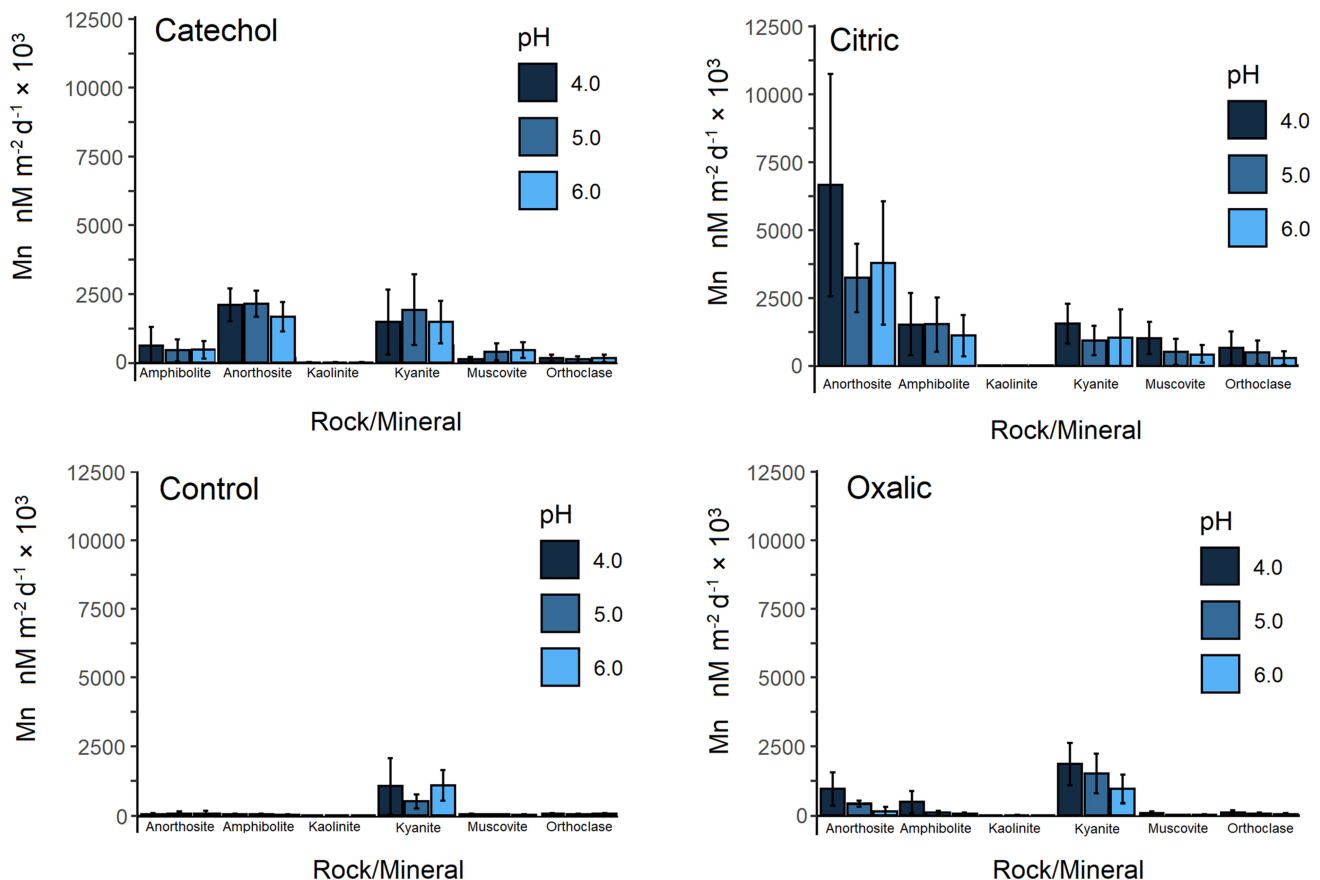 Catechol
Mn nM m-2 d-1 × 10³
12500
10000
7500
5000
2500
0
pH
4.0
5.0
6.0
Amphibolite Anorthosite Kaolinite Kyanite Muscovite Orthoclase
Rock/Mineral
Citric
Mn nM m-2 d-1 × 10³
12500
10000
7500
5000
2500
0
pH
4.0
5.0
6.0
Anorthosite Amphibolite Kaolinite Kyanite Muscovite Orthoclase
Rock/Mineral
Control
Mn nM m-2 d-1 × 10³
12500
10000
7500
5000
2500
0
pH
4.0
5.0
6.0
Anorthosite Amphibolite Kaolinite Kyanite Muscovite Orthoclase
Rock/Mineral
Oxalic
Mn nM m-2 d-1 × 10³
12500
10000
7500
5000
2500
0
pH
4.0
5.0
6.0
Anorthosite Amphibolite Kaolinite Kyanite Muscovite Orthoclase
Rock/Mineral